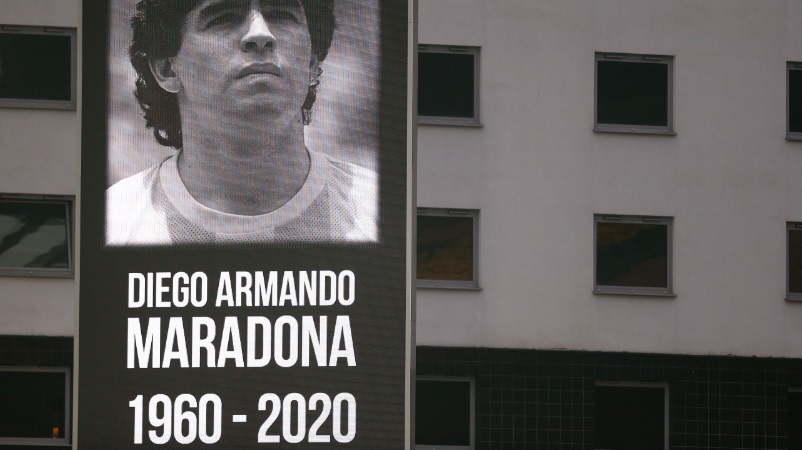 DIEGO ARMANDO
MARADONA
1960 - 2020